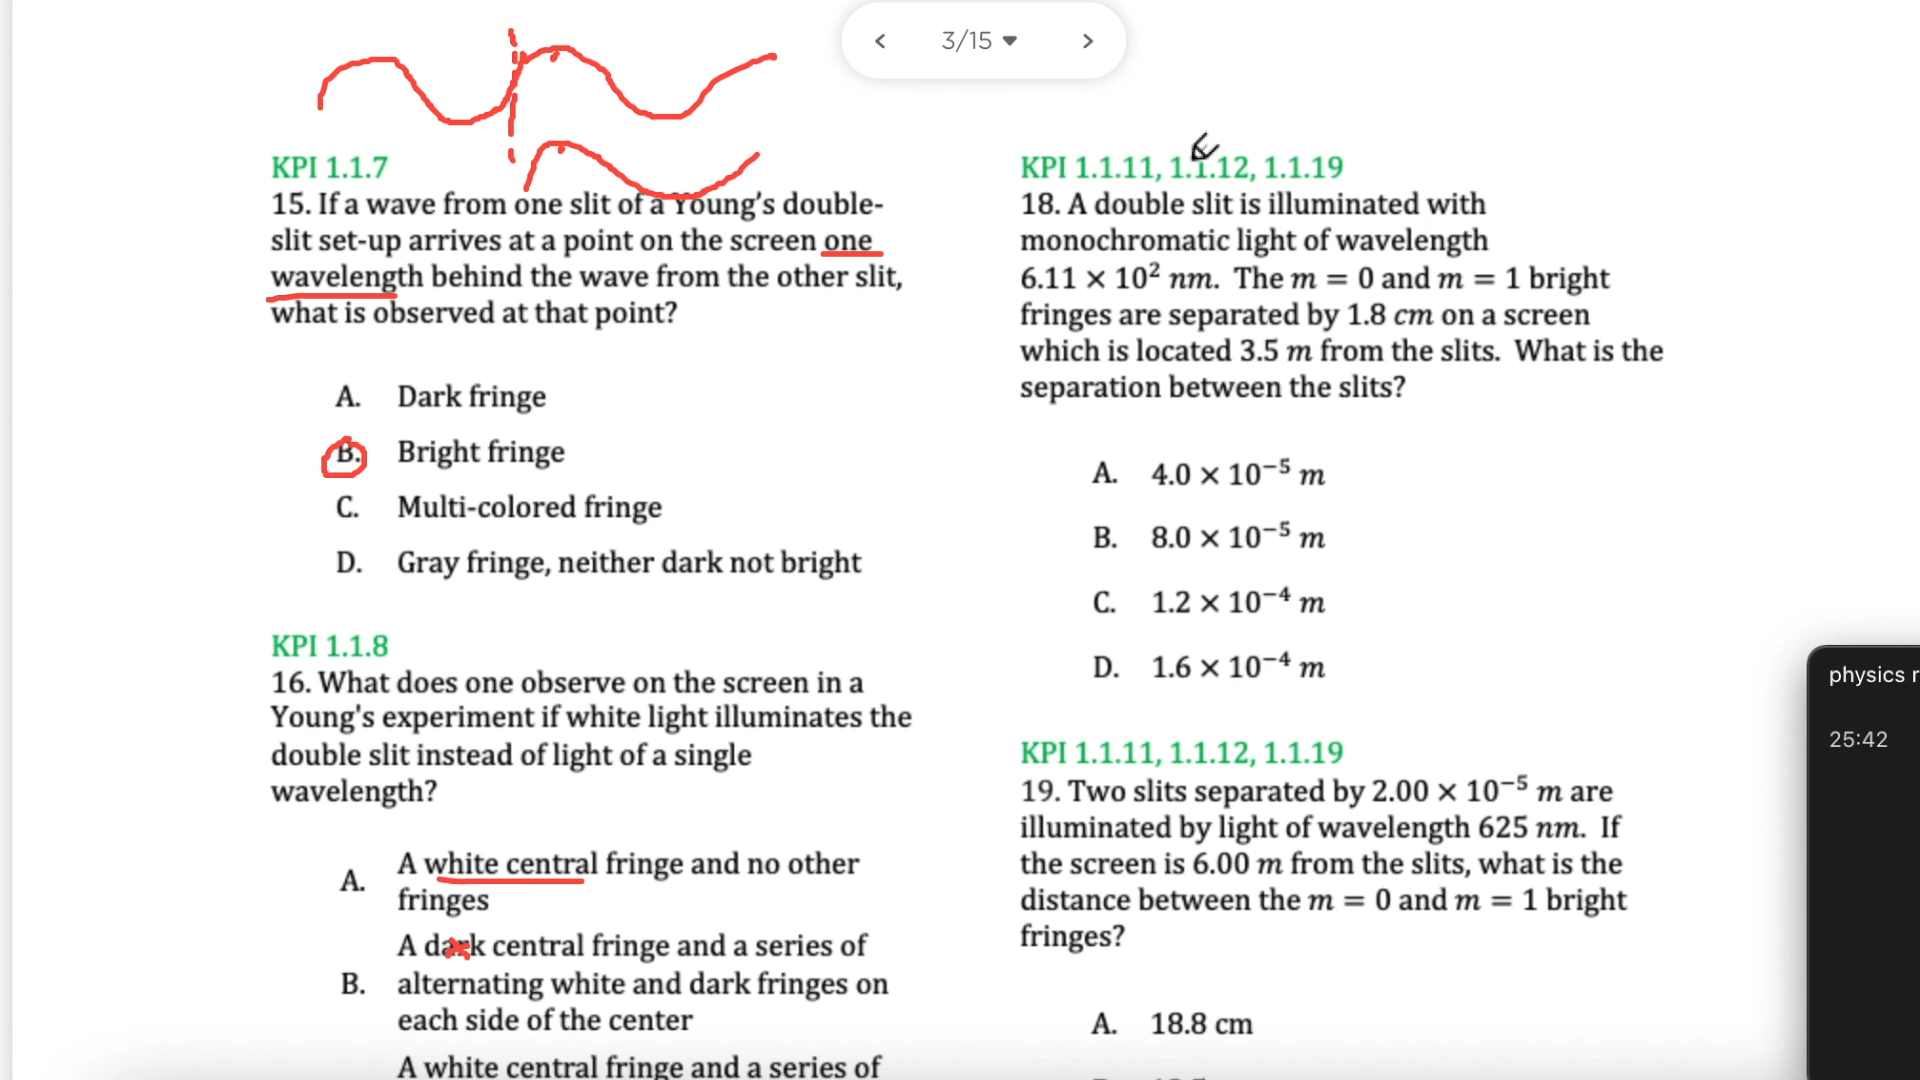 3/15
KPI 1.1.7
15. If a wave from one slit of a Young's double-
slit set-up arrives at a point on the screen one
wavelength behind the wave from the other slit,
what is observed at that point?
A. Dark fringe
B. Bright fringe
C. Multi-colored fringe
D. Gray fringe, neither dark not bright
KPI 1.1.8
16. What does one observe on the screen in a
Young's experiment if white light illuminates the
double slit instead of light of a single
wavelength?
A. A white central fringe and no other
fringes
A dark central fringe and a series of
B. alternating white and dark fringes on
each side of the center
A white central fringe and a series of
KPI 1.1.11, 1.1.12, 1.1.19
18. A double slit is illuminated with
monochromatic light of wavelength
6.11 × 10² nm. The m = 0 and m = 1 bright
fringes are separated by 1.8 cm on a screen
which is located 3.5 m from the slits. What is the
separation between the slits?
A. 4.0 × 10⁻⁵ m
B. 8.0 × 10⁻⁵ m
C. 1.2 × 10⁻⁴ m
D. 1.6 × 10⁻⁴ m
KPI 1.1.11, 1.1.12, 1.1.19
19. Two slits separated by 2.00 × 10⁻⁵ m are
illuminated by light of wavelength 625 nm. If
the screen is 6.00 m from the slits, what is the
distance between the m = 0 and m = 1 bright
fringes?
A. 18.8 cm
physics r
25:42